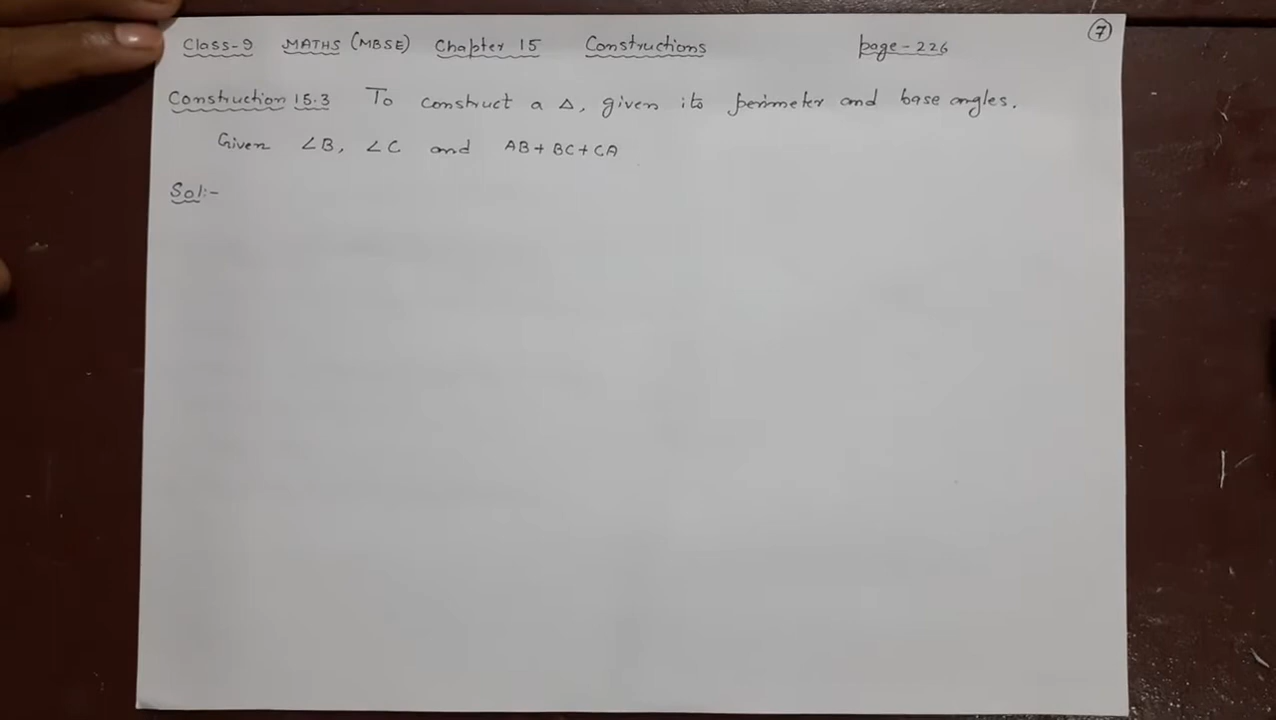 Class-9 MATHS (MBSE) Chapter 15 Constructions page-226 7
Construction 15.3 To construct a △, given its perimeter and base angles.
Given ∠B, ∠C and AB+BC+CA
Sol:-